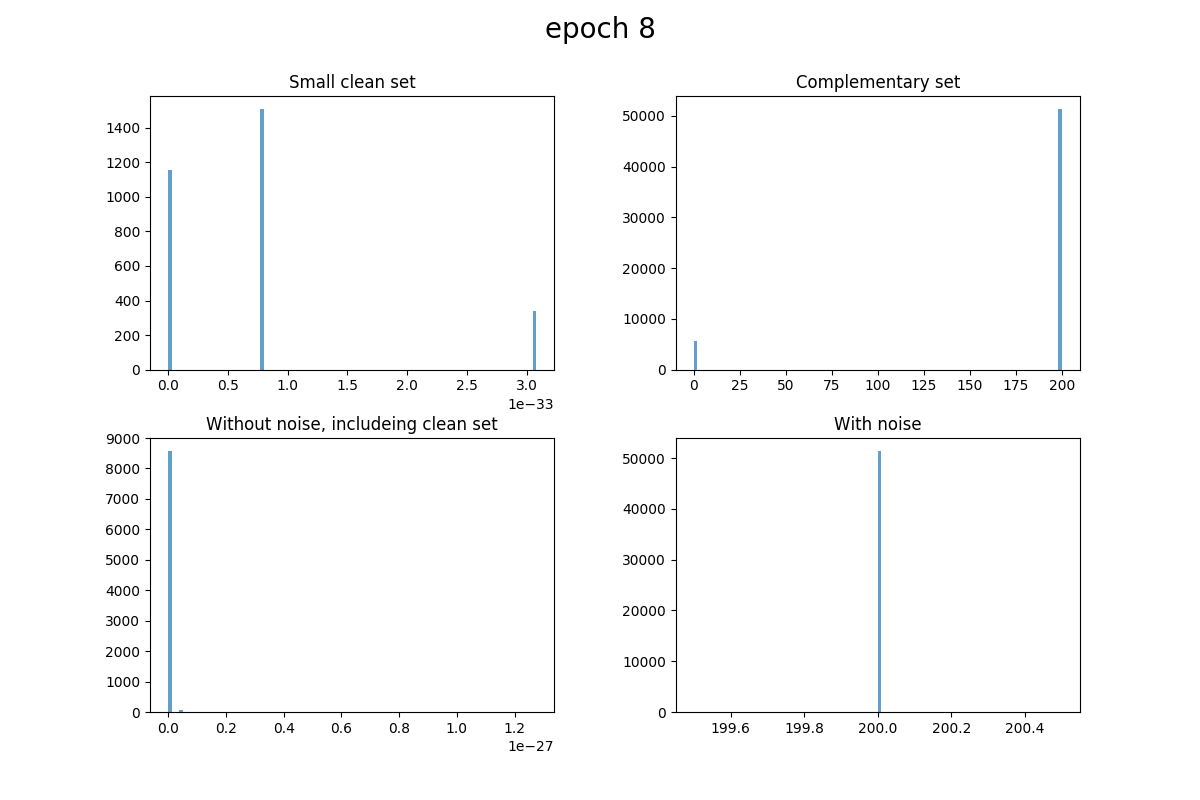 epoch 8
Small clean set
1400
1200
1000
800
600
400
200
0
0.0 0.5 1.0 1.5 2.0 2.5 3.0
1e−33
Complementary set
50000
40000
30000
20000
10000
0
0 25 50 75 100 125 150 175 200
Without noise, includeing clean set
9000
8000
7000
6000
5000
4000
3000
2000
1000
0
0.0 0.2 0.4 0.6 0.8 1.0 1.2
1e−27
With noise
50000
40000
30000
20000
10000
0
199.6 199.8 200.0 200.2 200.4